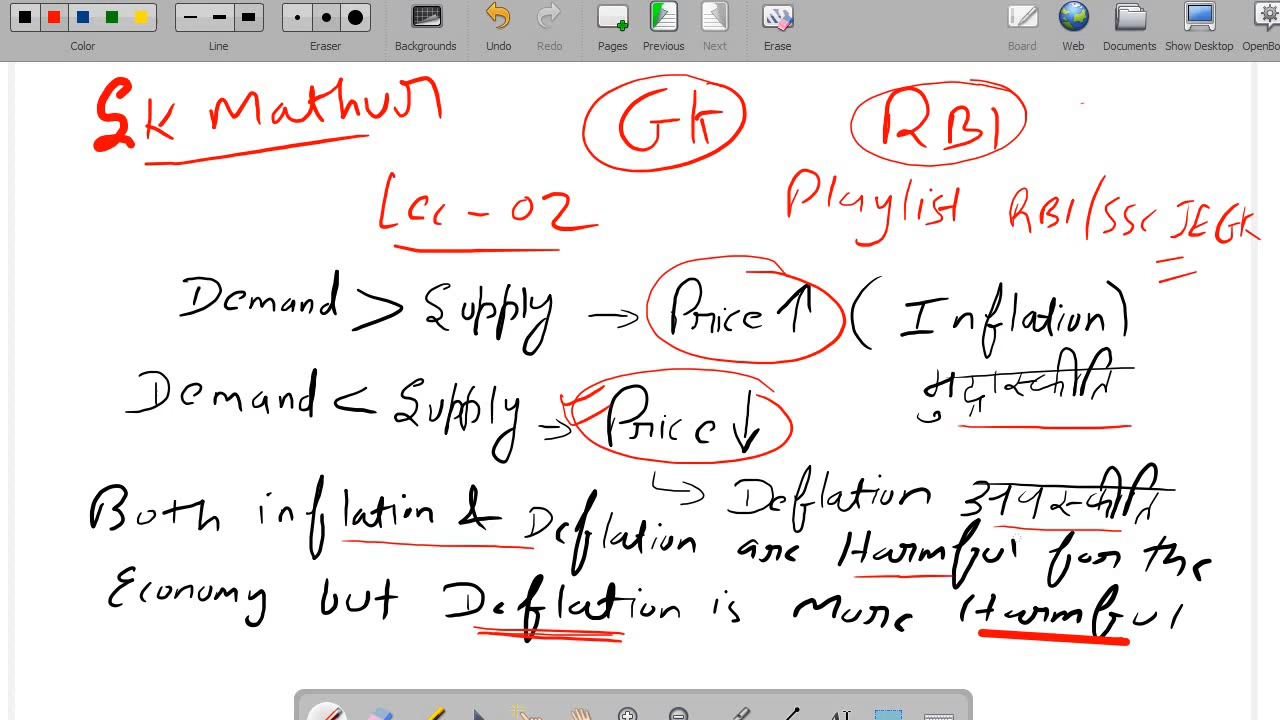 Color Line Eraser Backgrounds Undo Redo Pages Previous Next Erase Board Web Documents Show Desktop OpenBo
SK Mathur GK RBI
Lec - 02 Playlist RBI/SSC JE GK
Demand > Supply → Price ↑ (Inflation)
मुद्रास्फीति
Demand < Supply → Price ↓
↳ Deflation अपस्फीति
Both inflation & Deflation are Harmful for the
Economy but Deflation is More Harmful